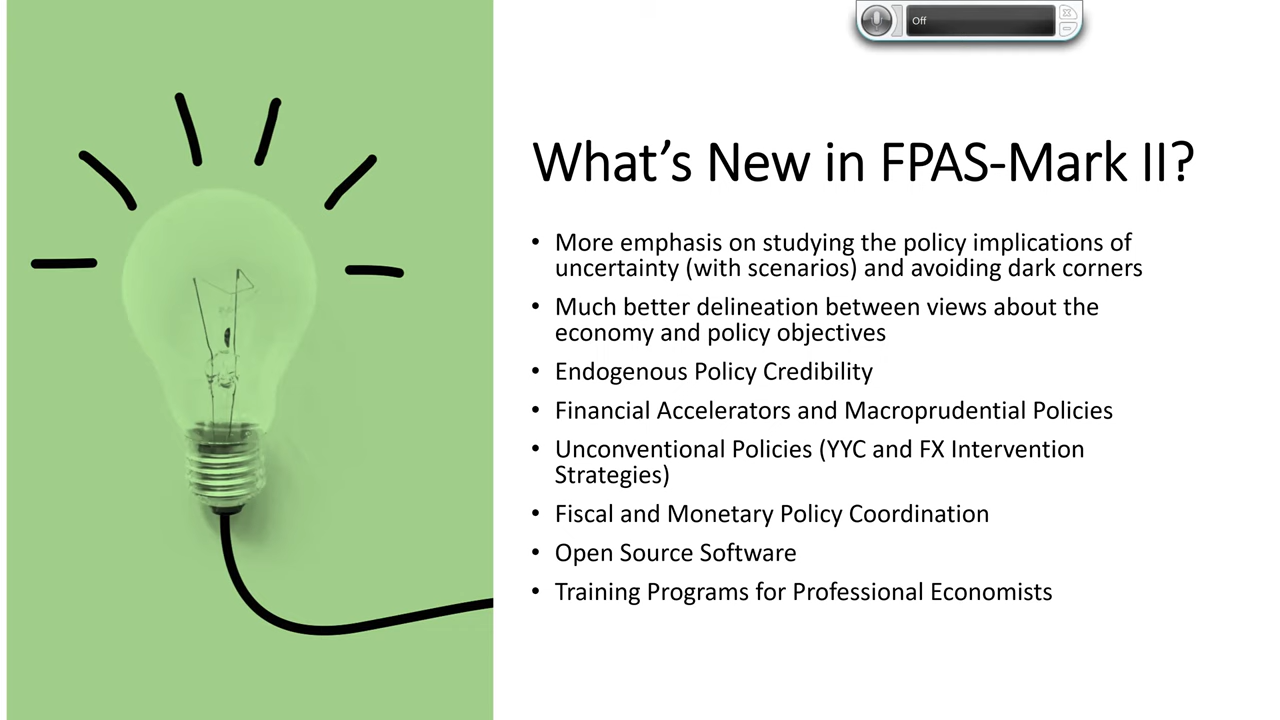 Off
What's New in FPAS-Mark II?
• More emphasis on studying the policy implications of
uncertainty (with scenarios) and avoiding dark corners
• Much better delineation between views about the
economy and policy objectives
• Endogenous Policy Credibility
• Financial Accelerators and Macroprudential Policies
• Unconventional Policies (YYC and FX Intervention
Strategies)
• Fiscal and Monetary Policy Coordination
• Open Source Software
• Training Programs for Professional Economists